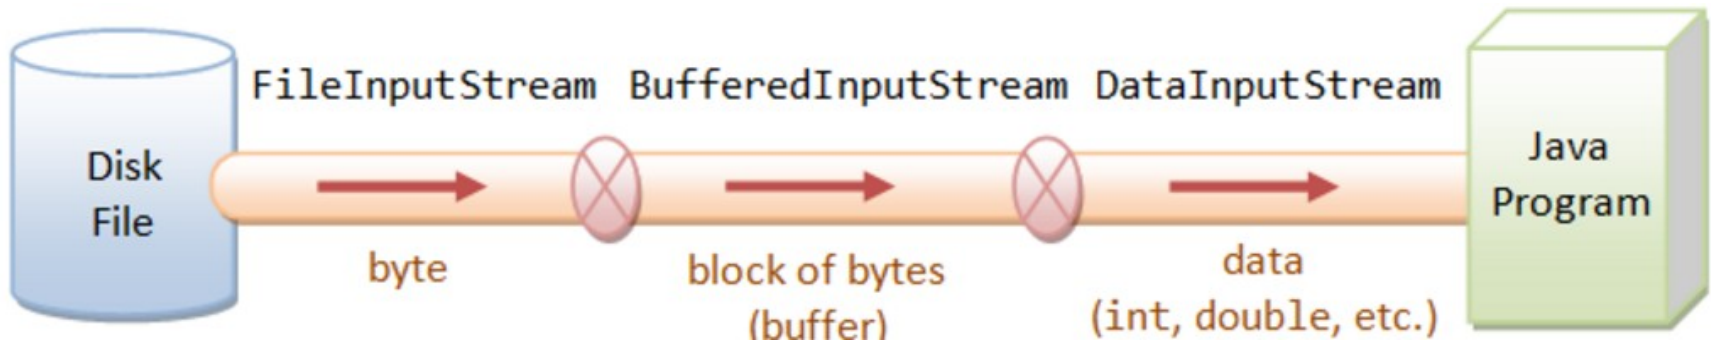 FileInputStream BufferedInputStream DataInputStream
Disk
File
Java
Program
byte
block of bytes
(buffer)
data
(int, double, etc.)